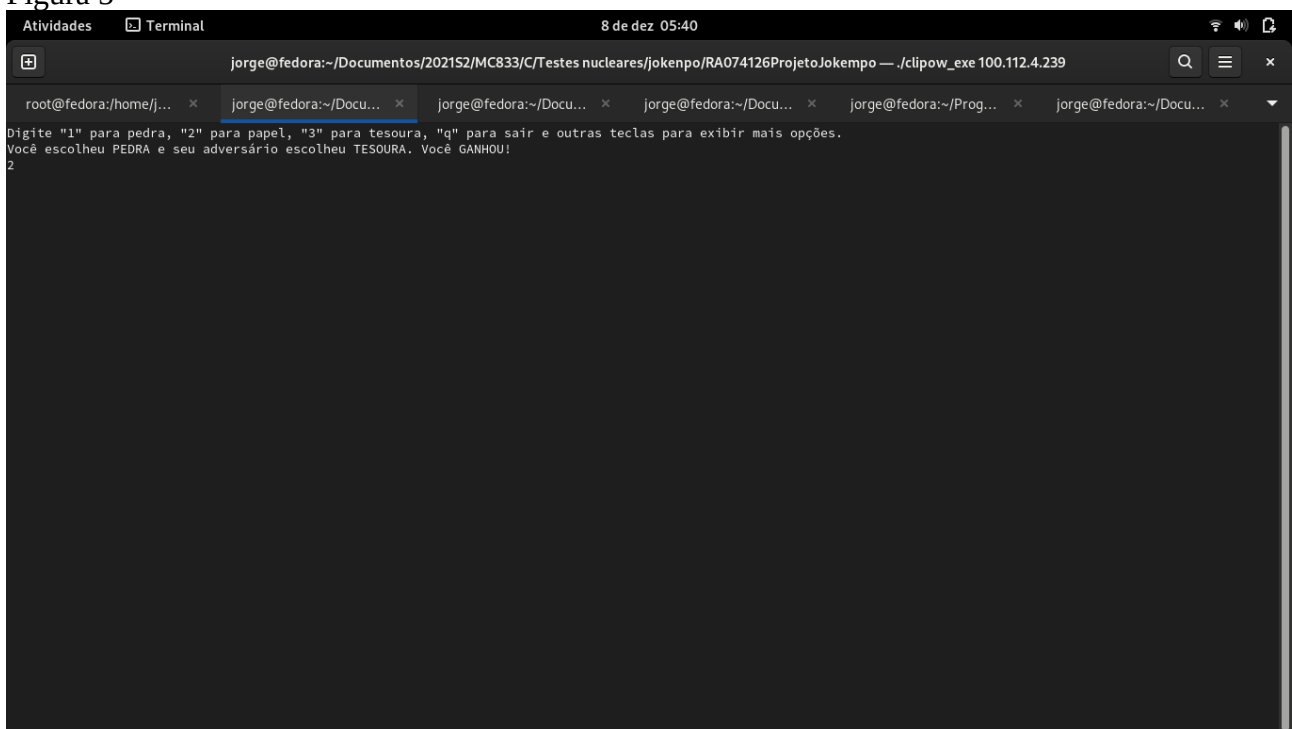 Figura 3
Atividades Terminal 8 de dez 05:40
jorge@fedora:~/Documentos/2021S2/MC833/C/Testes nucleares/jokenpo/RA074126ProjetoJokempo — ./clipow_exe 100.112.4.239
root@fedora:/home/j... × jorge@fedora:~/Docu... × jorge@fedora:~/Docu... × jorge@fedora:~/Docu... × jorge@fedora:~/Prog... × jorge@fedora:~/Docu... ×
Digite "1" para pedra, "2" para papel, "3" para tesoura, "q" para sair e outras teclas para exibir mais opções.
Você escolheu PEDRA e seu adversário escolheu TESOURA. Você GANHOU!
2